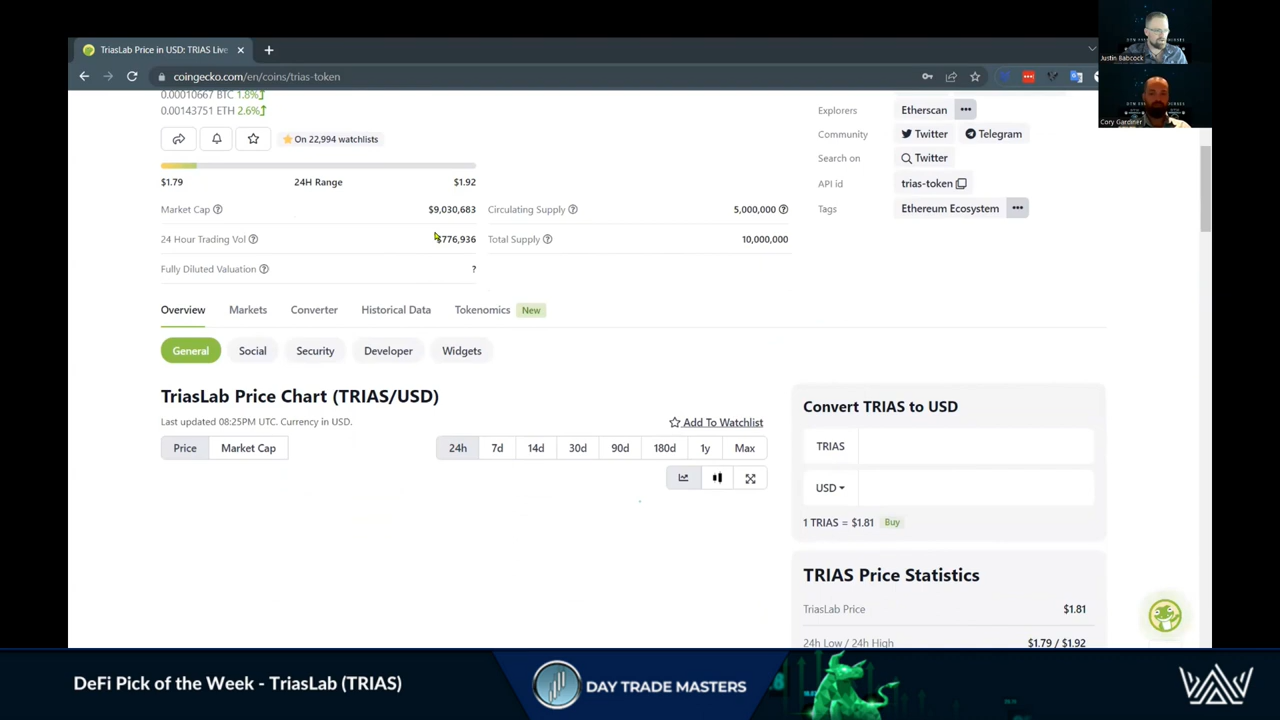 TriasLab Price in USD: TRIAS Live
coingecko.com/en/coins/trias-token
Justin Babcock
Cory Gardiner
0.00010667 BTC 1.8%
0.00143751 ETH 2.6%
On 22,994 watchlists
$1.79 24H Range $1.92
Market Cap $9,030,683
24 Hour Trading Vol $776,936
Fully Diluted Valuation ?
Circulating Supply 5,000,000
Total Supply 10,000,000
Explorers Etherscan
Community Twitter Telegram
Search on Twitter
API id trias-token
Tags Ethereum Ecosystem
Overview Markets Converter Historical Data Tokenomics New
General Social Security Developer Widgets
TriasLab Price Chart (TRIAS/USD)
Last updated 08:25PM UTC. Currency in USD.
Add To Watchlist
Price Market Cap
24h 7d 14d 30d 90d 180d 1y Max
Convert TRIAS to USD
TRIAS
USD
1 TRIAS = $1.81 Buy
TRIAS Price Statistics
TriasLab Price $1.81
24h Low / 24h High $1.79 / $1.92
DeFi Pick of the Week - TriasLab (TRIAS)
DAY TRADE MASTERS